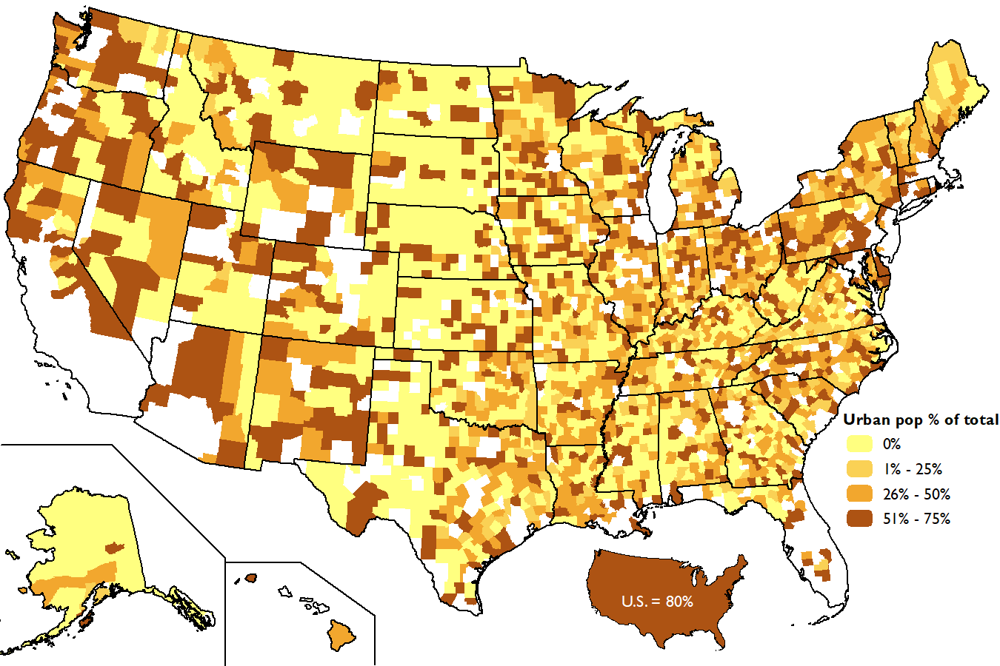 Urban pop % of total
0%
1% - 25%
26% - 50%
51% - 75%
U.S. = 80%